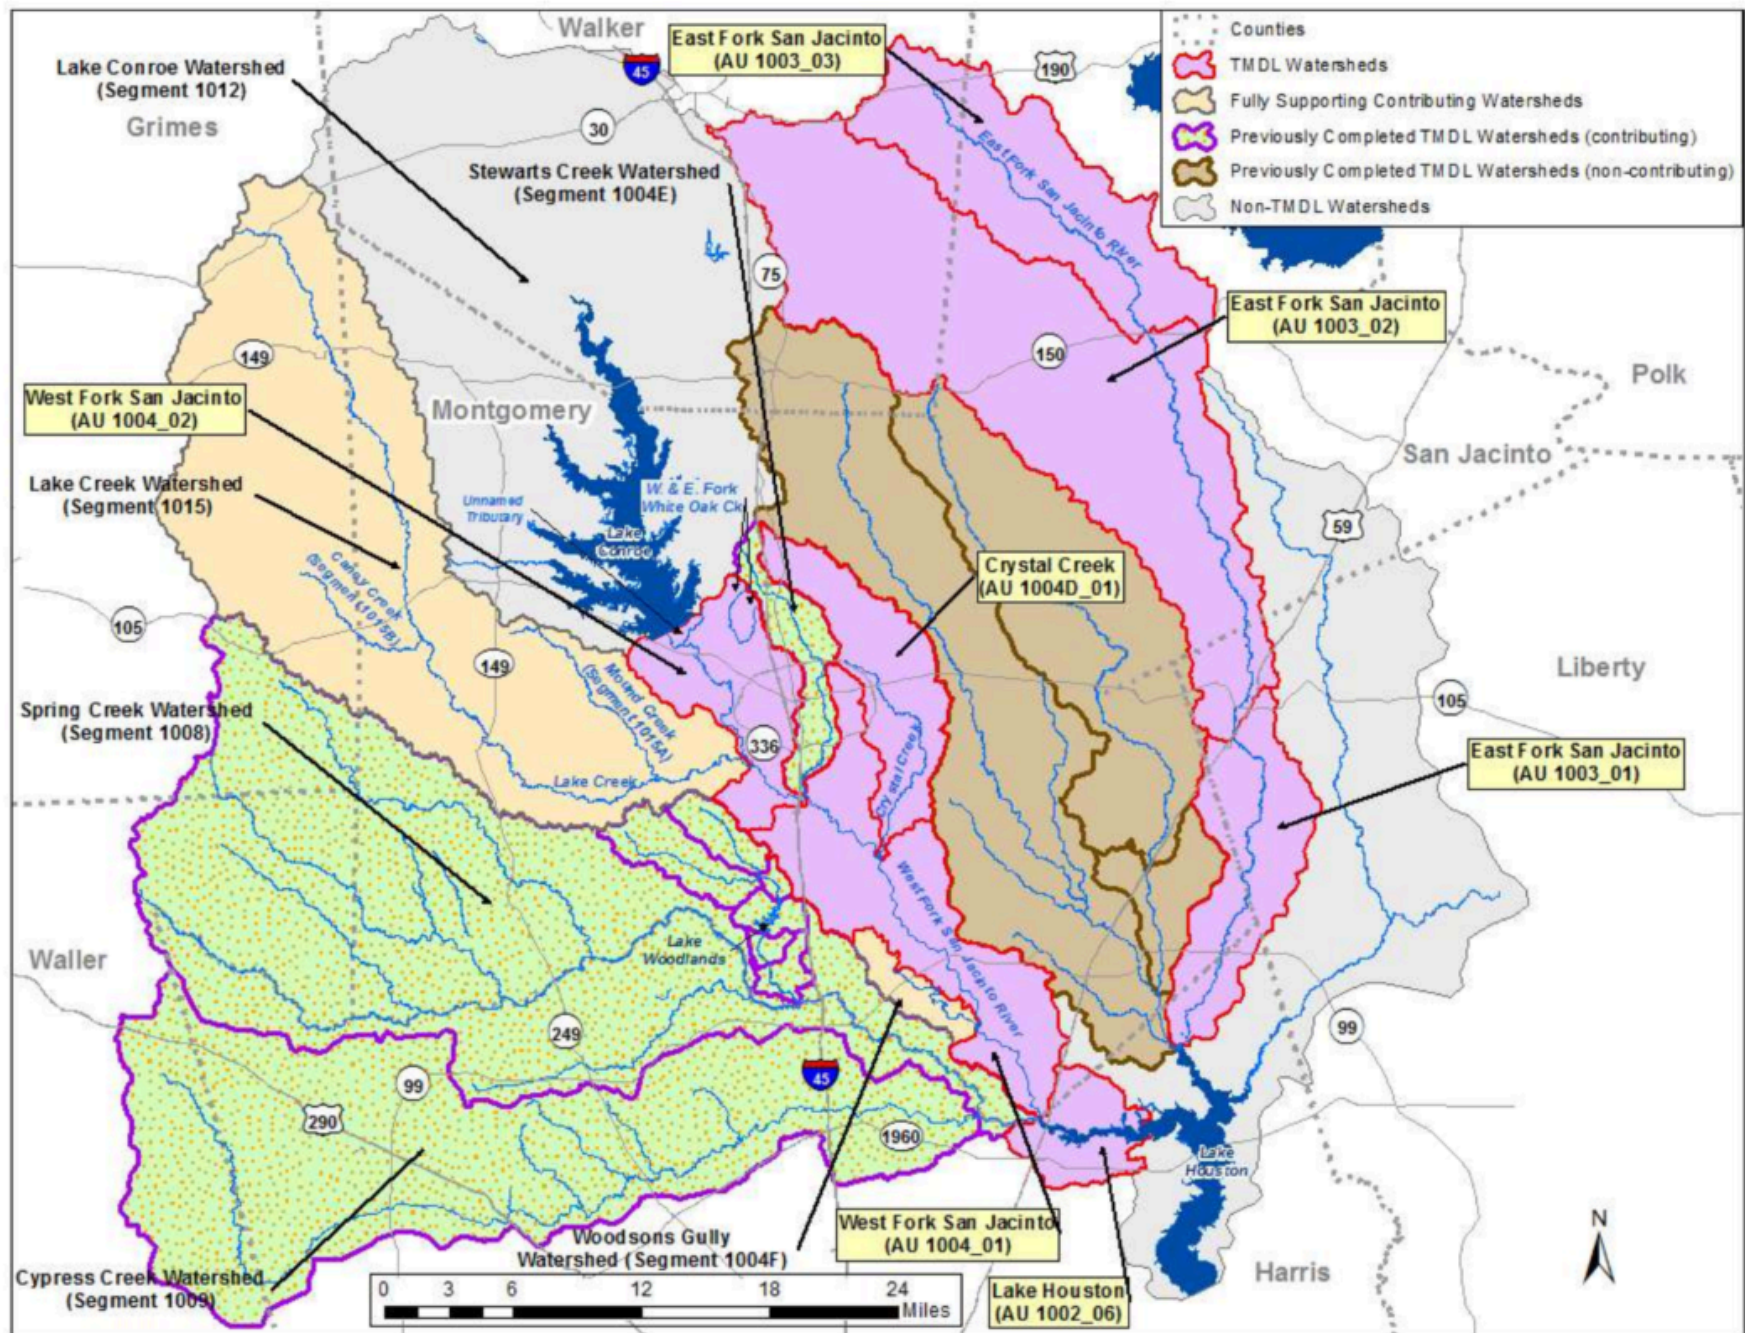 Walker
Counties
TMDL Watersheds
Fully Supporting Contributing Watersheds
Previously Completed TMDL Watersheds (contributing)
Previously Completed TMDL Watersheds (non-contributing)
Non-TMDL Watersheds
East Fork San Jacinto
(AU 1003_03)
Lake Conroe Watershed
(Segment 1012)
Grimes
45
190
30
Stewarts Creek Watershed
(Segment 1004E)
East Fork San Jacinto River
75
East Fork San Jacinto
(AU 1003_02)
149
150
Polk
West Fork San Jacinto
(AU 1004_02)
Montgomery
San Jacinto
Lake Creek Watershed
(Segment 1015)
Unnamed
Tributary
W. & E. Fork
White Oak Ck
Lake
Conroe
59
Caney Creek
(Segment 1015B)
Crystal Creek
(AU 1004D_01)
105
149
Mound Creek
(Segment 1015A)
Liberty
105
Spring Creek Watershed
(Segment 1008)
336
Lake Creek
Crystal Creek
East Fork San Jacinto
(AU 1003_01)
West Fork San Jacinto River
Waller
Lake
Woodlands
249
99
99
45
290
1960
Lake
Houston
Woodsons Gully
Watershed (Segment 1004F)
West Fork San Jacinto
(AU 1004_01)
Cypress Creek Watershed
(Segment 1009)
Lake Houston
(AU 1002_06)
Harris
N
0 3 6 12 18 24
Miles